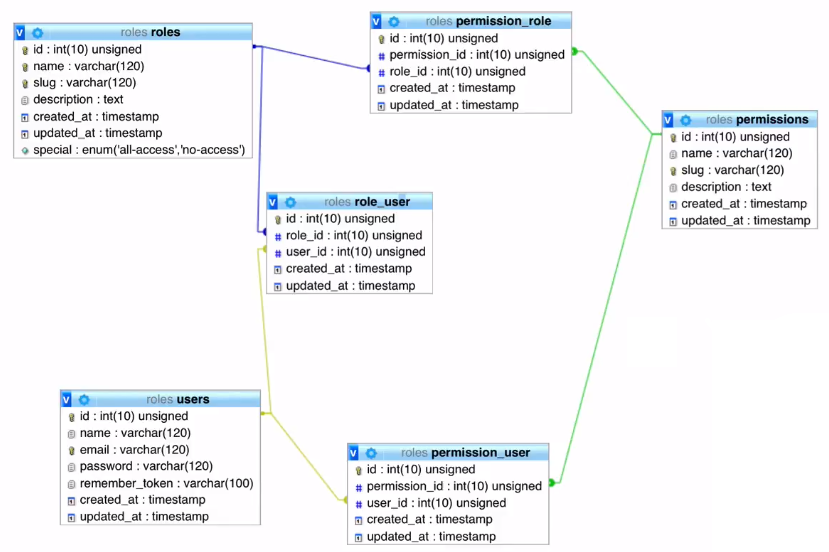 roles roles
id : int(10) unsigned
name : varchar(120)
slug : varchar(120)
description : text
created_at : timestamp
updated_at : timestamp
special : enum('all-access','no-access')
roles permission_role
id : int(10) unsigned
permission_id : int(10) unsigned
role_id : int(10) unsigned
created_at : timestamp
updated_at : timestamp
roles permissions
id : int(10) unsigned
name : varchar(120)
slug : varchar(120)
description : text
created_at : timestamp
updated_at : timestamp
roles role_user
id : int(10) unsigned
role_id : int(10) unsigned
user_id : int(10) unsigned
created_at : timestamp
updated_at : timestamp
roles users
id : int(10) unsigned
name : varchar(120)
email : varchar(120)
password : varchar(120)
remember_token : varchar(100)
created_at : timestamp
updated_at : timestamp
roles permission_user
id : int(10) unsigned
permission_id : int(10) unsigned
user_id : int(10) unsigned
created_at : timestamp
updated_at : timestamp